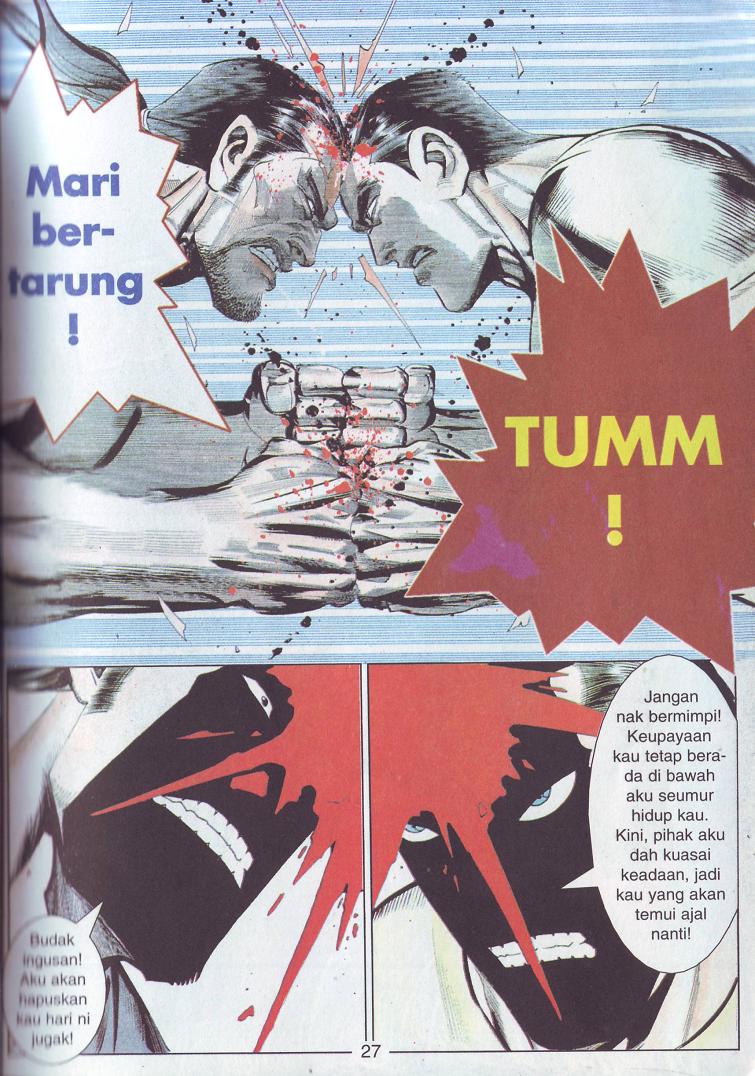 Mari
ber-
tarung
!
TUMM
!
Budak
ingusan!
Aku akan
hapuskan
kau hari ni
jugak!
Jangan
nak bermimpi!
Keupayaan
kau tetap bera-
da di bawah
aku seumur
hidup kau.
Kini, pihak aku
dah kuasai
keadaan, jadi
kau yang akan
temui ajal
nanti!
27